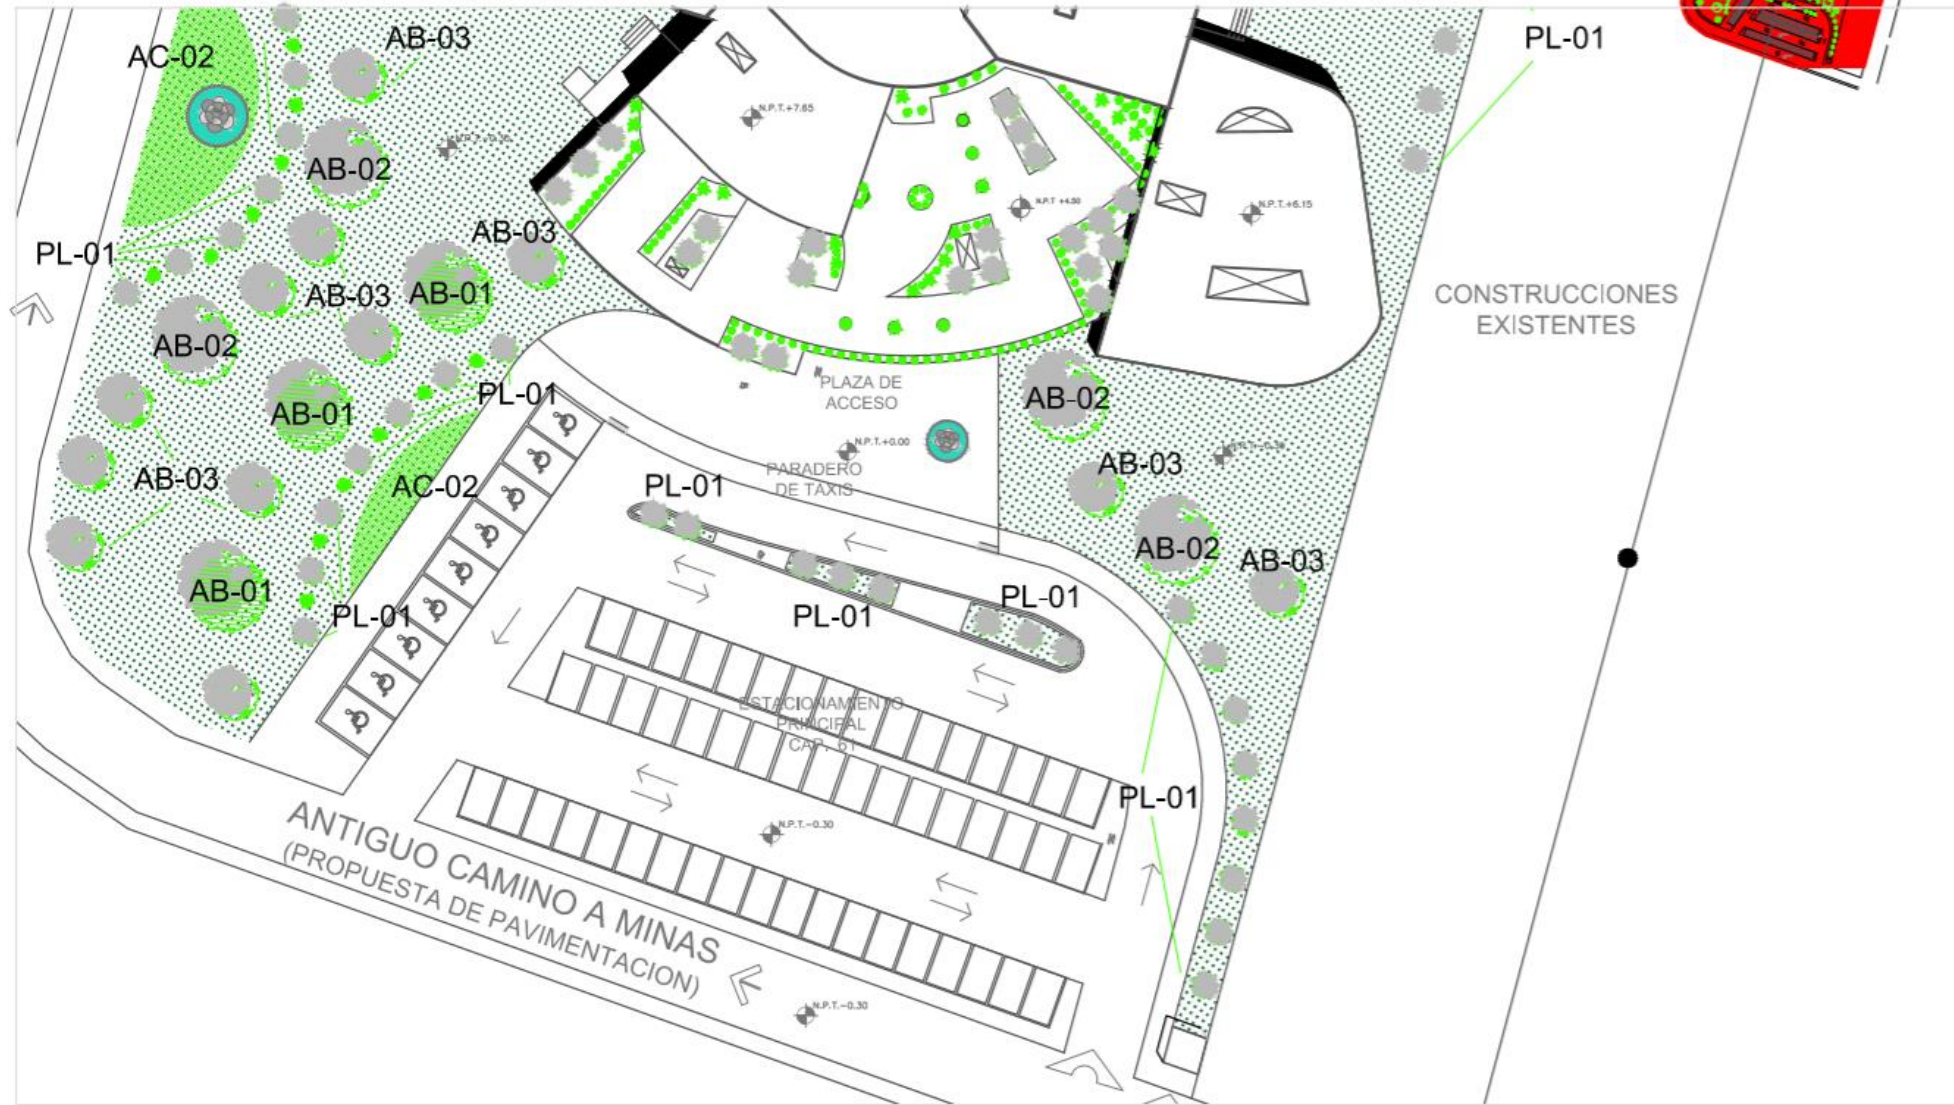 AB-03
PL-01
AC-02
N.P.T.+7.65
AB-02
N.P.T +4.50
N.P.T.+6.15
AB-03
PL-01
AB-03
AB-01
CONSTRUCCIONES
EXISTENTES
AB-02
PL-01
PLAZA DE
ACCESO
AB-02
AB-01
N.P.T.+0.00
AB-03
PARADERO
DE TAXIS
AB-03
AC-02
PL-01
AB-02
AB-03
AB-01
PL-01
PL-01
PL-01
ESTACIONAMIENTO
PRINCIPAL
CAP. 61
PL-01
N.P.T.-0.30
ANTIGUO CAMINO A MINAS
(PROPUESTA DE PAVIMENTACION)
N.P.T.-0.30